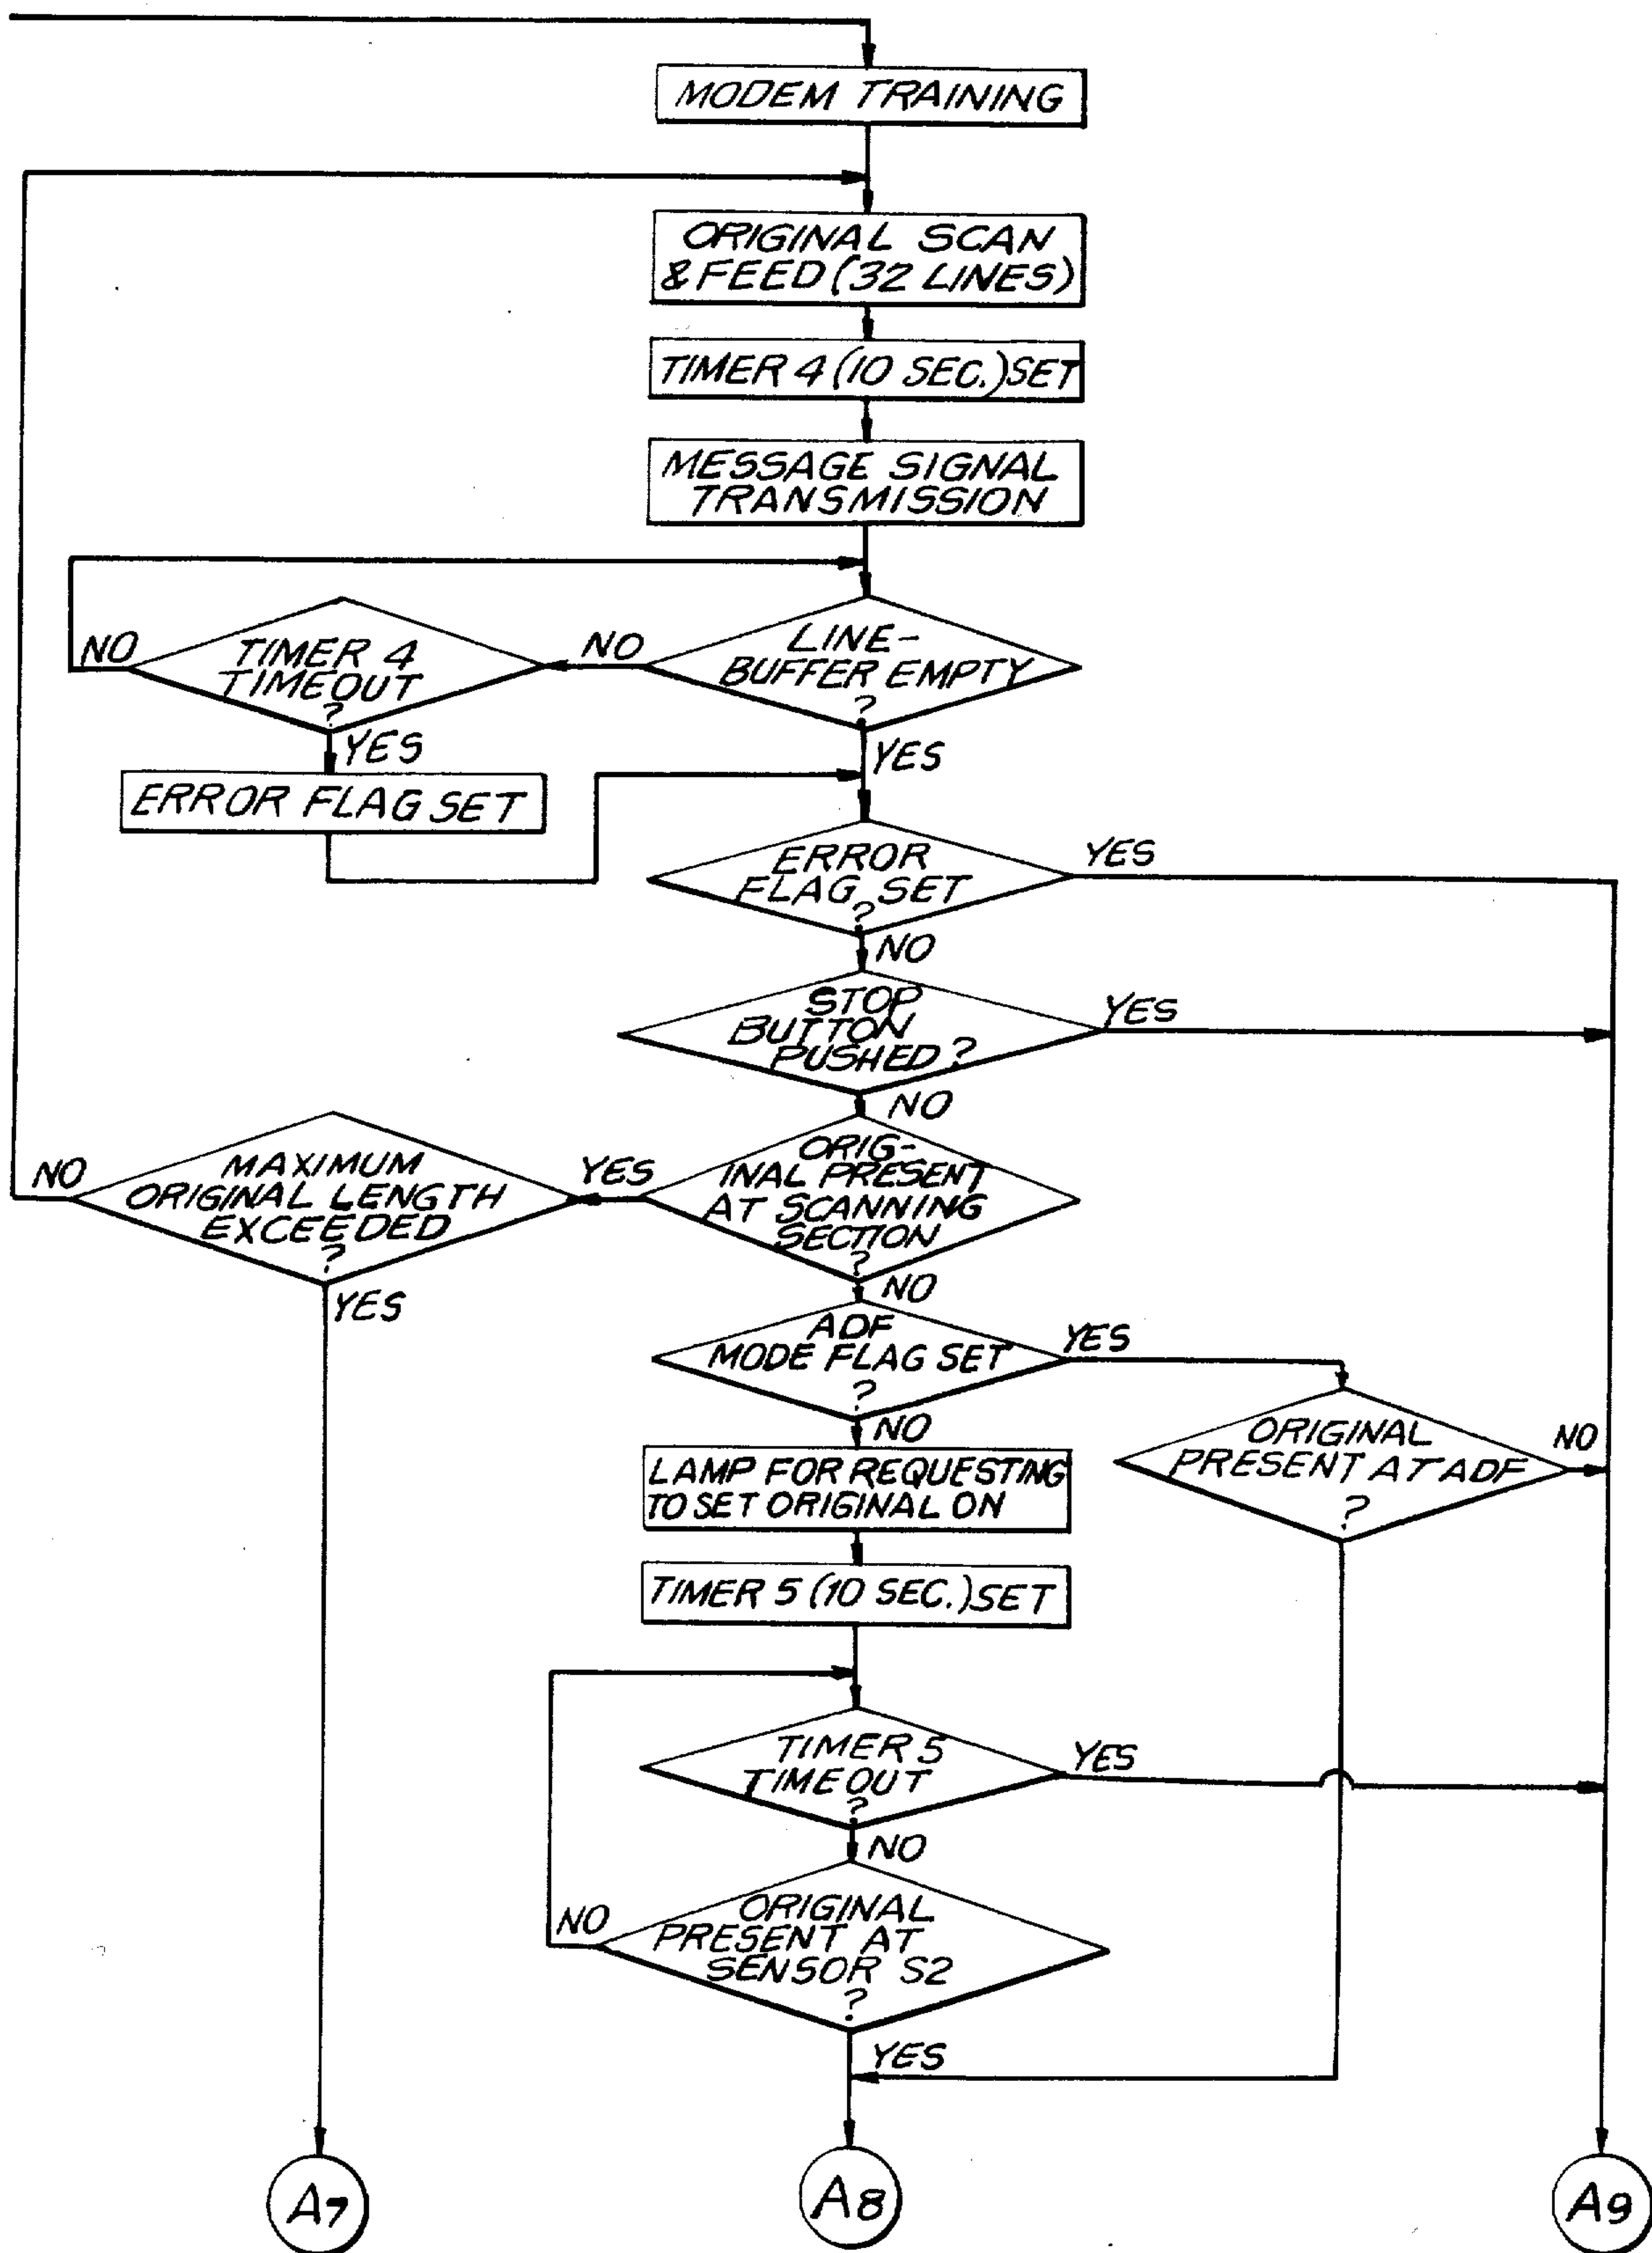 MODEM TRAINING
ORIGINAL SCAN
& FEED (32 LINES)
TIMER 4 (10 SEC.) SET
MESSAGE SIGNAL
TRANSMISSION
NO
TIMER 4
TIMEOUT
?
NO
LINE-
BUFFER EMPTY
?
YES
YES
ERROR FLAG SET
ERROR
FLAG SET
?
YES
NO
STOP
BUTTON
PUSHED ?
YES
NO
NO
MAXIMUM
ORIGINAL LENGTH
EXCEEDED
?
YES
ORIG-
INAL PRESENT
AT SCANNING
SECTION
?
YES
NO
ADF
MODE FLAG SET
?
YES
NO
ORIGINAL
PRESENT AT ADF
?
NO
LAMP FOR REQUESTING
TO SET ORIGINAL ON
TIMER 5 (10 SEC.) SET
TIMER 5
TIMEOUT
?
YES
NO
NO
ORIGINAL
PRESENT AT
SENSOR S2
?
YES
A7
A8
A9